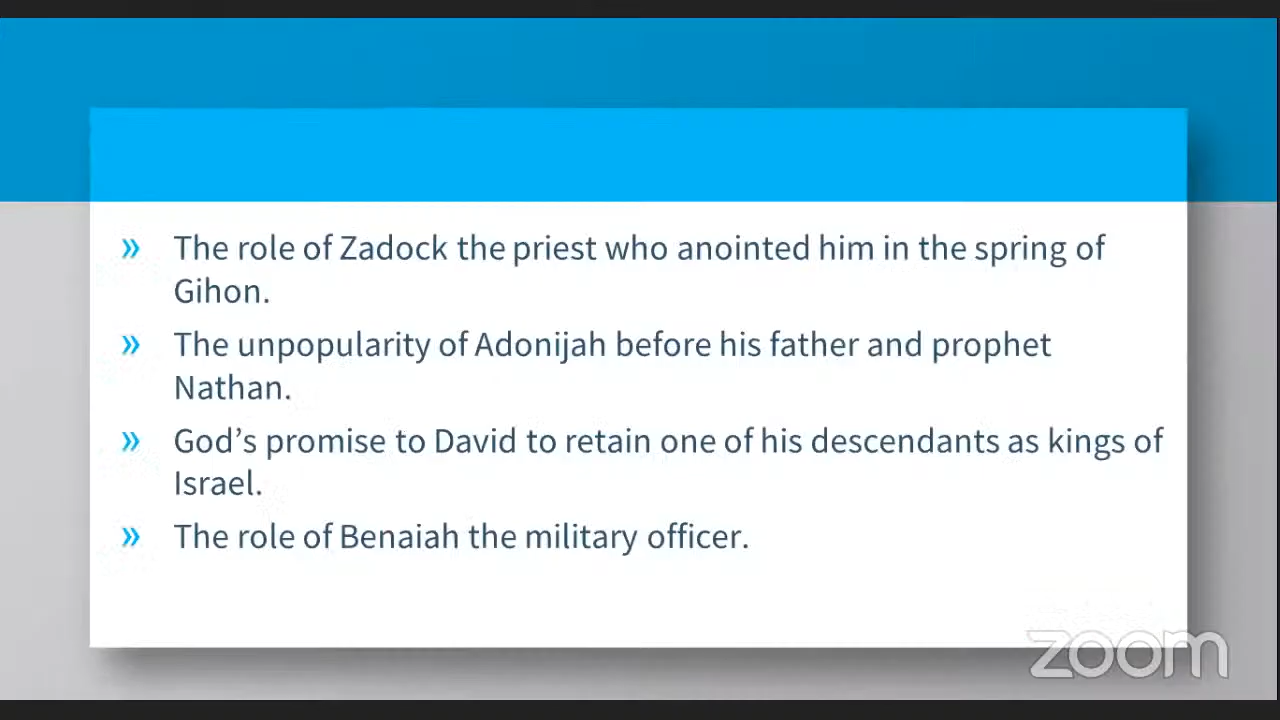 » The role of Zadock the priest who anointed him in the spring of
Gihon.
» The unpopularity of Adonijah before his father and prophet
Nathan.
» God’s promise to David to retain one of his descendants as kings of
Israel.
» The role of Benaiah the military officer.
zoom